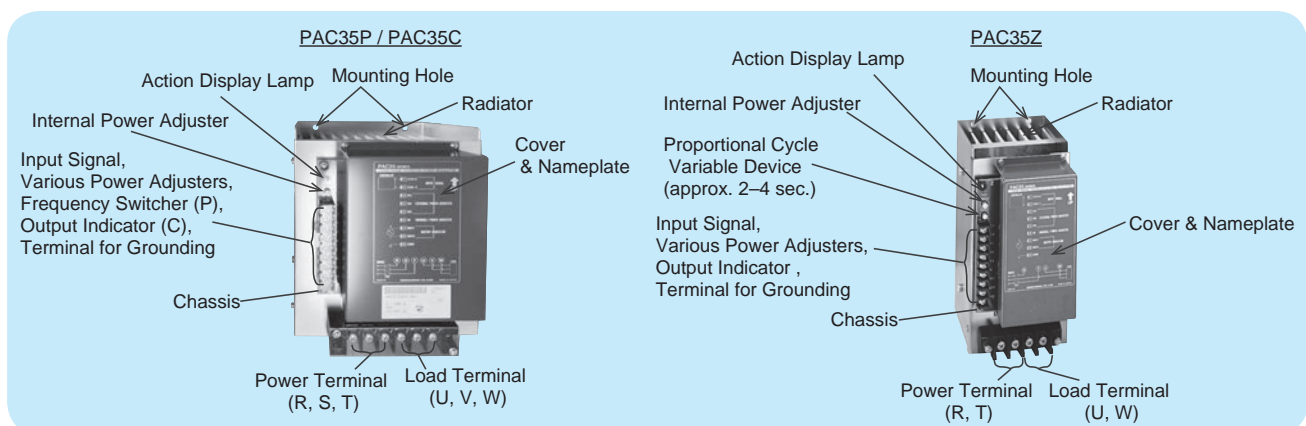 PAC35P / PAC35C
Action Display Lamp
Mounting Hole
Radiator
Internal Power Adjuster
Cover
& Nameplate
Input Signal,
Various Power Adjusters,
Frequency Switcher (P),
Output Indicator (C),
Terminal for Grounding
Chassis
Power Terminal
(R, S, T)
Load Terminal
(U, V, W)
PAC35Z
Action Display Lamp
Mounting Hole
Radiator
Internal Power Adjuster
Proportional Cycle
Variable Device
(approx. 2–4 sec.)
Input Signal,
Various Power Adjusters,
Output Indicator ,
Terminal for Grounding
Cover & Nameplate
Chassis
Power Terminal
(R, T)
Load Terminal
(U, W)